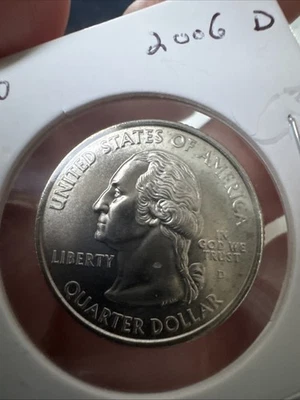 2006 D
UNITED STATES OF AMERICA
LIBERTY
IN
GOD WE
TRUST
D
QUARTER DOLLAR